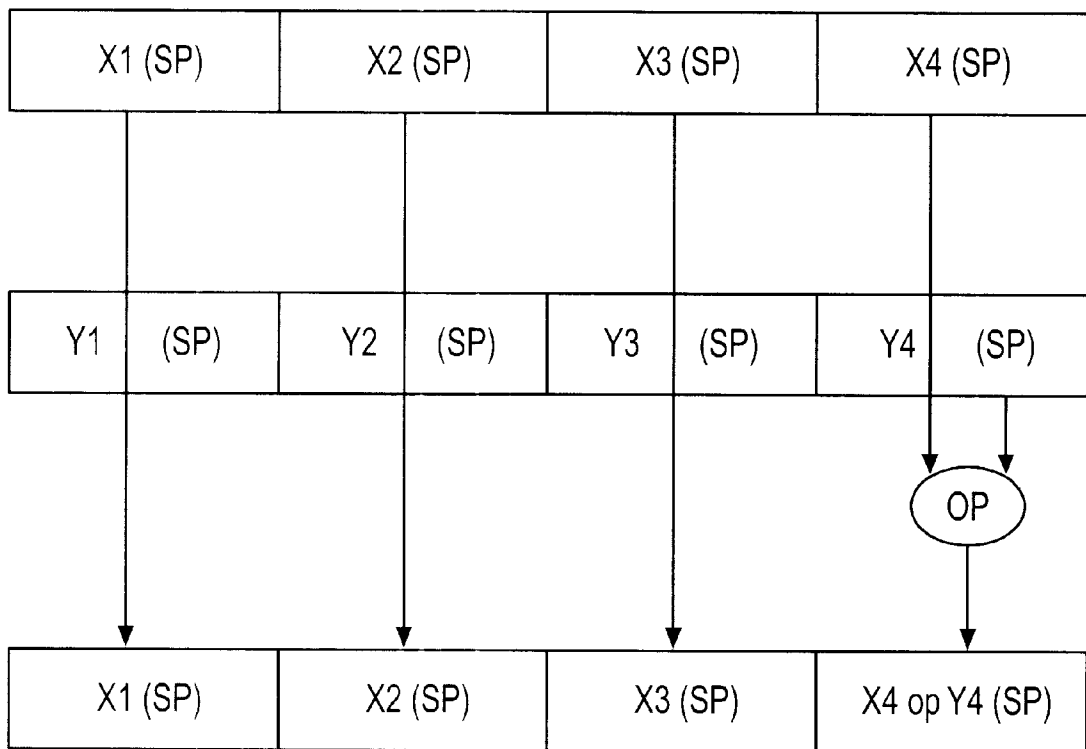 X1 (SP) X2 (SP) X3 (SP) X4 (SP)
Y1 (SP) Y2 (SP) Y3 (SP) Y4 (SP)
OP
X1 (SP) X2 (SP) X3 (SP) X4 op Y4 (SP)